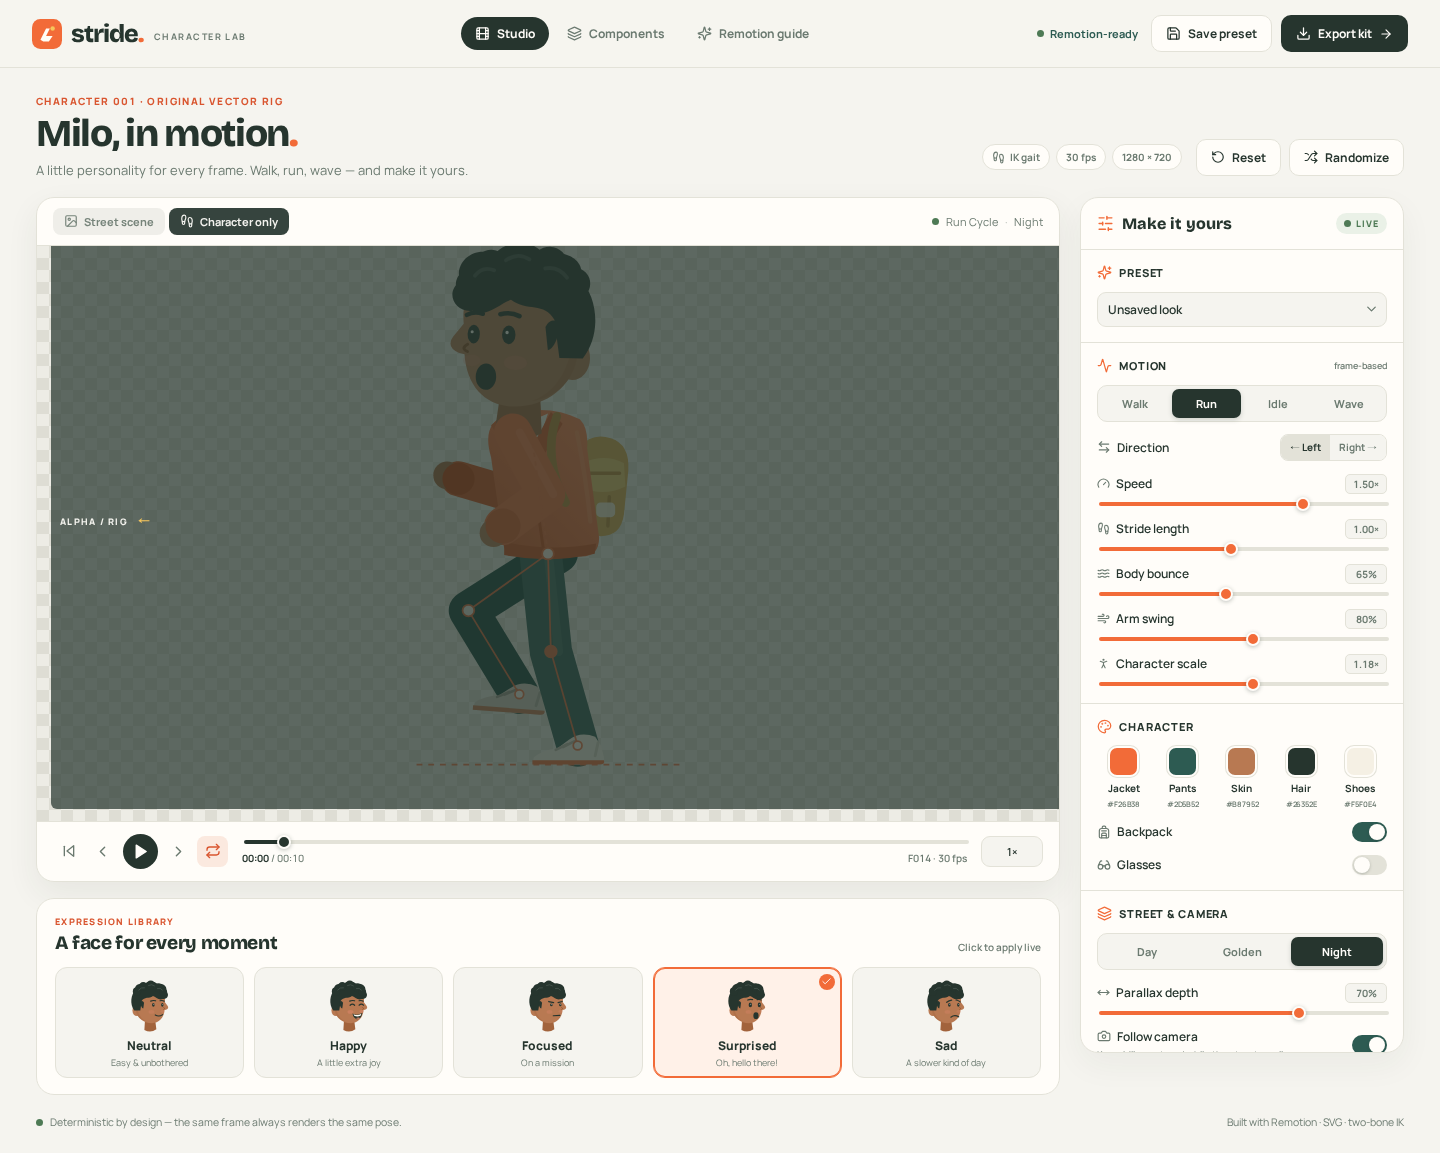 stride. CHARACTER LAB
Studio
Components
Remotion guide
Remotion-ready
Save preset
Export kit →
CHARACTER 001 · ORIGINAL VECTOR RIG
Milo, in motion.
A little personality for every frame. Walk, run, wave — and make it yours.
IK gait
30 fps
1280 × 720
Reset
Randomize
Street scene
Character only
Run Cycle · Night
ALPHA / RIG ←
00:00 / 00:10
F014 · 30 fps
1×
EXPRESSION LIBRARY
A face for every moment
Click to apply live
Neutral
Easy & unbothered
Happy
A little extra joy
Focused
On a mission
Surprised
Oh, hello there!
Sad
A slower kind of day
Make it yours
LIVE
PRESET
Unsaved look
MOTION
frame-based
Walk
Run
Idle
Wave
Direction
← Left
Right →
Speed
1.50×
Stride length
1.00×
Body bounce
65%
Arm swing
80%
Character scale
1.18×
CHARACTER
Jacket
Pants
Skin
Hair
Shoes
#F26B38
#2D5B52
#B87952
#26352E
#F5F0E4
Backpack
Glasses
STREET & CAMERA
Day
Golden
Night
Parallax depth
70%
Follow camera
Deterministic by design — the same frame always renders the same pose.
Built with Remotion · SVG · two-bone IK